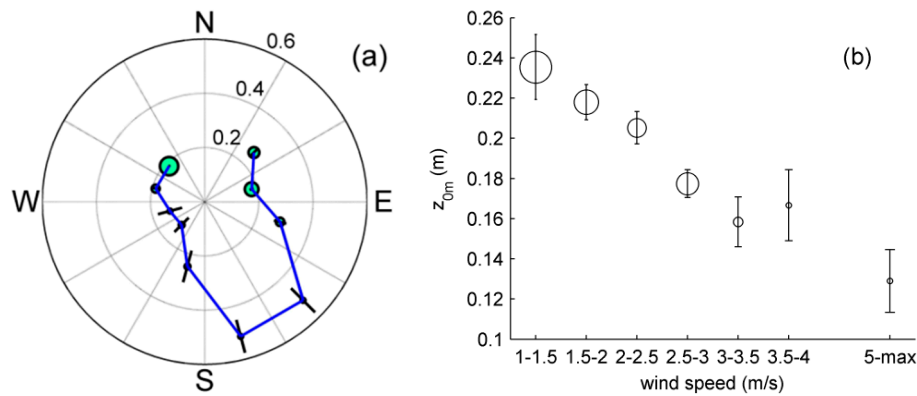 N
0.6
(a)
0.4
0.2
W
E
S
0.26
0.24
0.22
0.2
0.18
0.16
0.14
0.12
0.1
z0m (m)
(b)
1-1.5 1.5-2 2-2.5 2.5-3 3-3.5 3.5-4 5-max
wind speed (m/s)